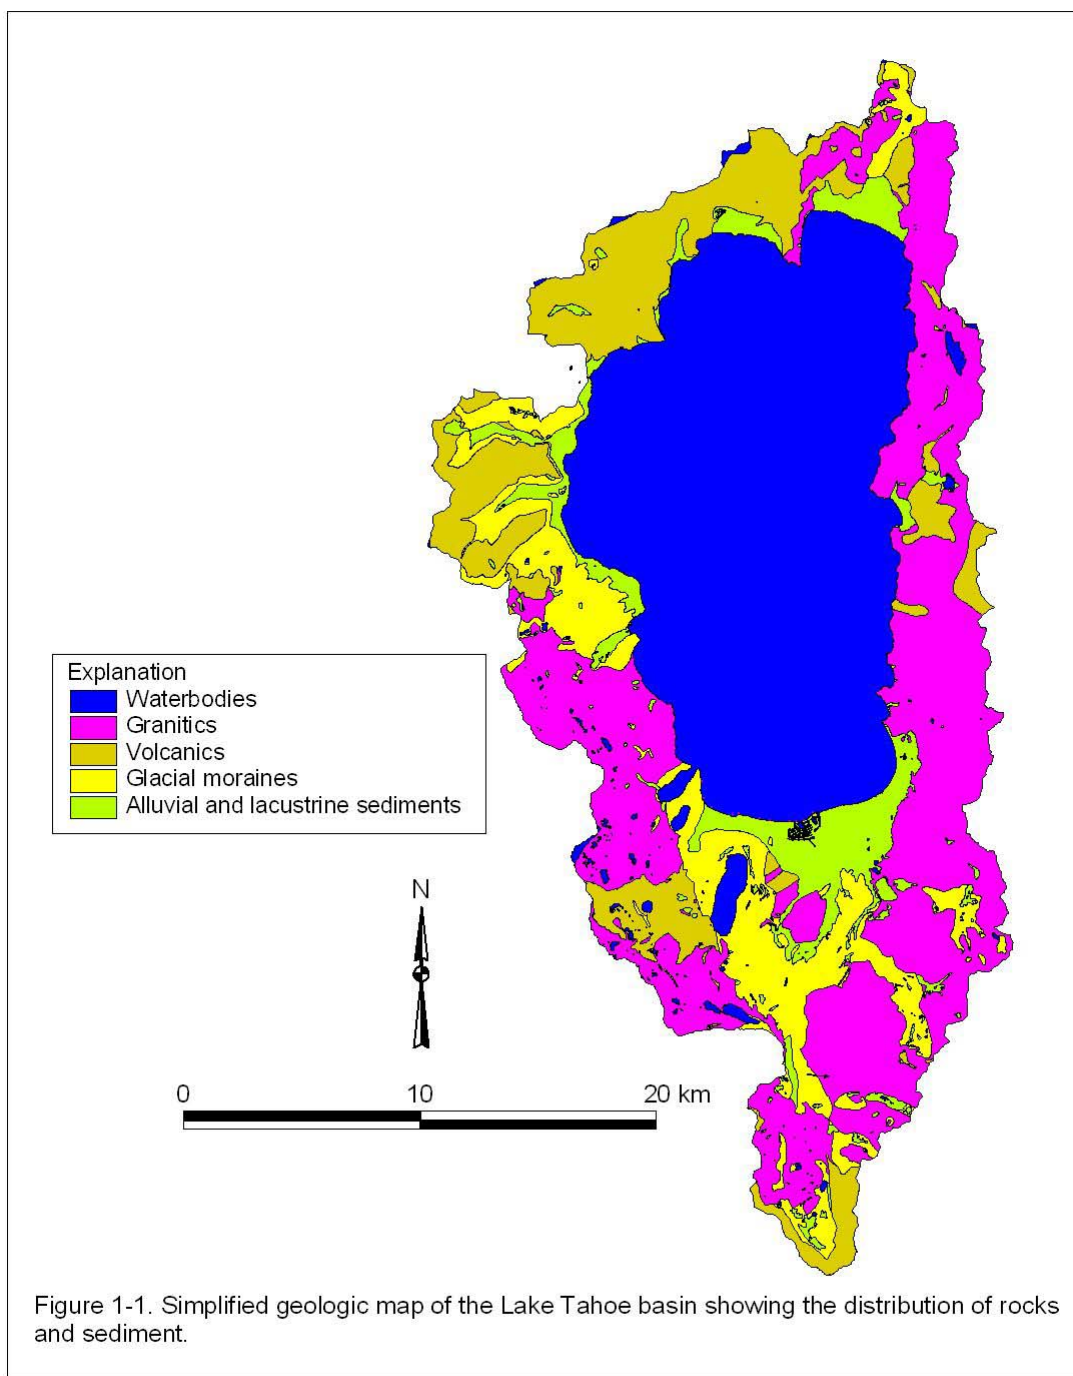 Explanation
Waterbodies
Granitics
Volcanics
Glacial moraines
Alluvial and lacustrine sediments
N
0 10 20 km
Figure 1-1. Simplified geologic map of the Lake Tahoe basin showing the distribution of rocks
and sediment.